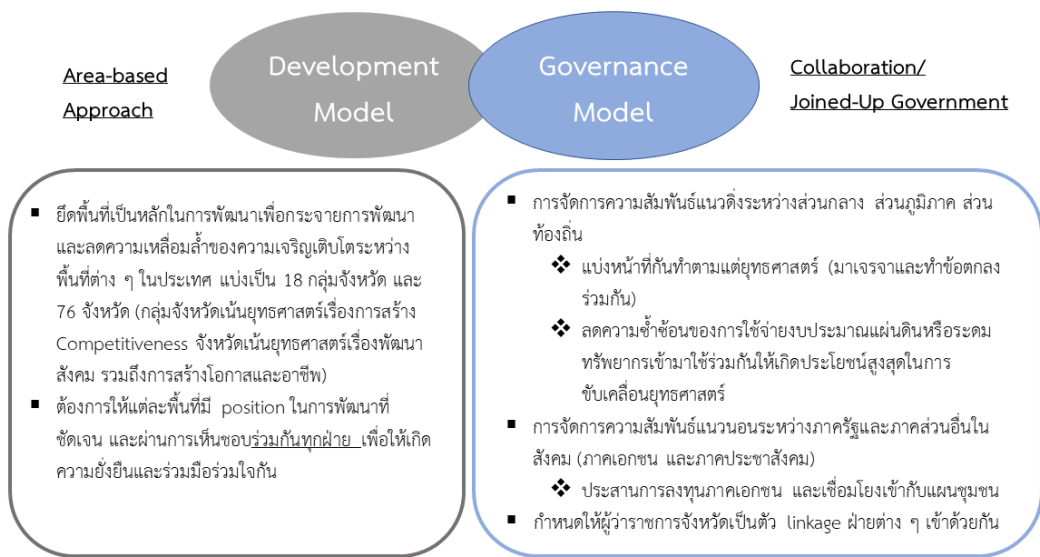 Area-based
Approach
Development
Model
Governance
Model
Collaboration/
Joined-Up Government
▪ ยึดพื้นที่เป็นหลักในการพัฒนาเพื่อกระจายการพัฒนา
และลดความเหลื่อมล้ำของความเจริญเติบโตระหว่าง
พื้นที่ต่าง ๆ ในประเทศ แบ่งเป็น 18 กลุ่มจังหวัด และ
76 จังหวัด (กลุ่มจังหวัดเน้นยุทธศาสตร์เรื่องการสร้าง
Competitiveness จังหวัดเน้นยุทธศาสตร์เรื่องพัฒนา
สังคม รวมถึงการสร้างโอกาสและอาชีพ)
▪ ต้องการให้แต่ละพื้นที่มี position ในการพัฒนาที่
ชัดเจน และผ่านการเห็นชอบร่วมกันทุกฝ่าย เพื่อให้เกิด
ความยั่งยืนและร่วมมือร่วมใจกัน
▪ การจัดการความสัมพันธ์แนวดิ่งระหว่างส่วนกลาง ส่วนภูมิภาค ส่วน
ท้องถิ่น
❖ แบ่งหน้าที่กันทำตามแต่ยุทธศาสตร์ (มาเจรจาและทำข้อตกลง
ร่วมกัน)
❖ ลดความซ้ำซ้อนของการใช้จ่ายงบประมาณแผ่นดินหรือระดม
ทรัพยากรเข้ามาใช้ร่วมกันให้เกิดประโยชน์สูงสุดในการ
ขับเคลื่อนยุทธศาสตร์
▪ การจัดการความสัมพันธ์แนวนอนระหว่างภาครัฐและภาคส่วนอื่นใน
สังคม (ภาคเอกชน และภาคประชาสังคม)
❖ ประสานการลงทุนภาคเอกชน และเชื่อมโยงเข้ากับแผนชุมชน
▪ กำหนดให้ผู้ว่าราชการจังหวัดเป็นตัว linkage ฝ่ายต่าง ๆ เข้าด้วยกัน